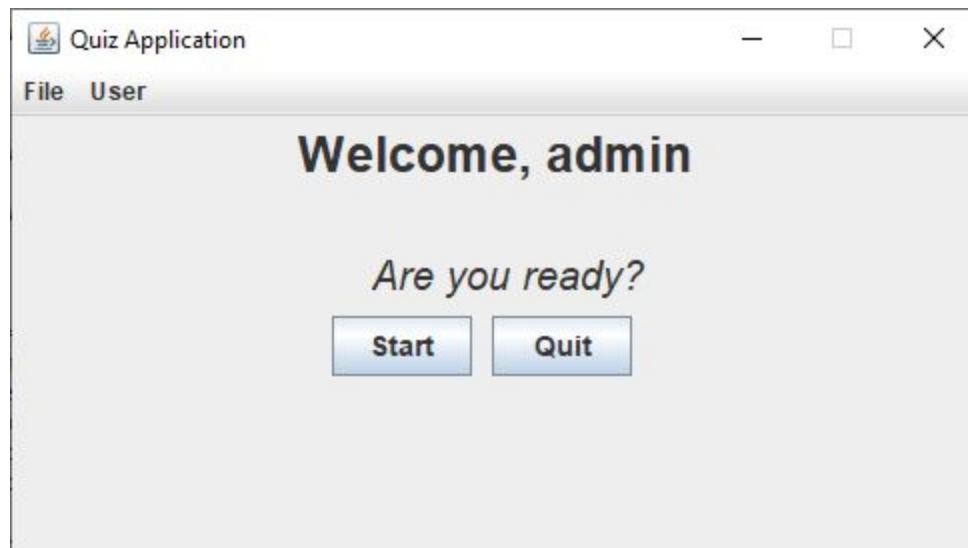 Quiz Application
File User
Welcome, admin
Are you ready?
Start Quit